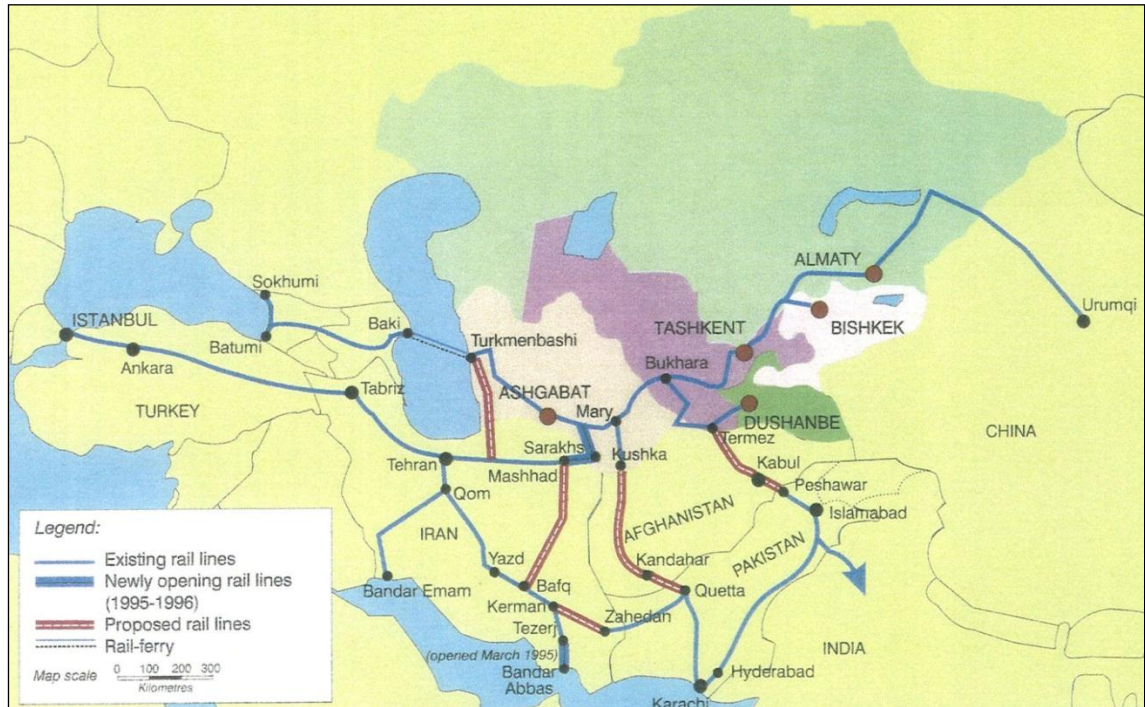 Sokhumi
ALMATY
Urumqi
ISTANBUL
Baki
Turkmenbashi
TASHKENT
BISHKEK
Batumi
Ankara
Bukhara
Tabriz
ASHGABAT
Mary
DUSHANBE
TURKEY
Termez
CHINA
Sarakhs
Kushka
Tehran
Mashhad
Kabul
Peshawar
Qom
Islamabad
AFGHANISTAN
IRAN
PAKISTAN
Yazd
Kandahar
Bandar Emam
Bafq
Quetta
Kerman
Zahedan
Tezerj
INDIA
(opened March 1995)
Bandar
Abbas
Hyderabad
Karachi
Legend:
Existing rail lines
Newly opening rail lines
(1995-1996)
Proposed rail lines
Rail-ferry
Map scale 0 100 200 300
Kilometres